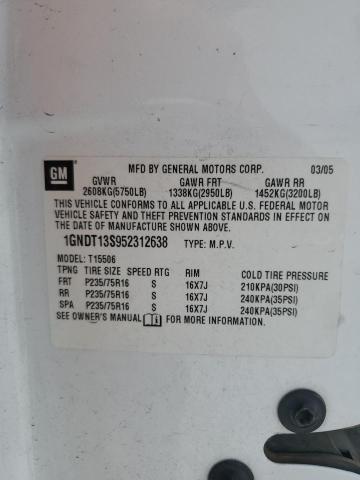 GM
MFD BY GENERAL MOTORS CORP. 03/05
GVWR GAWR FRT GAWR RR
2608KG(5750LB) 1338KG(2950LB) 1452KG(3200LB)
THIS VEHICLE CONFORMS TO ALL APPLICABLE U.S. FEDERAL MOTOR
VEHICLE SAFETY AND THEFT PREVENTION STANDARDS IN EFFECT ON
THE DATE OF MANUFACTURE SHOWN ABOVE.
1GNDT13S952312638 TYPE: M.P.V.
MODEL: T15506
TPNG TIRE SIZE SPEED RTG RIM COLD TIRE PRESSURE
FRT P235/75R16 S 16X7J 210KPA(30PSI)
RR P235/75R16 S 16X7J 240KPA(35PSI)
SPA P235/75R16 S 16X7J 240KPA(35PSI)
SEE OWNER'S MANUAL FOR MORE INFORMATION.